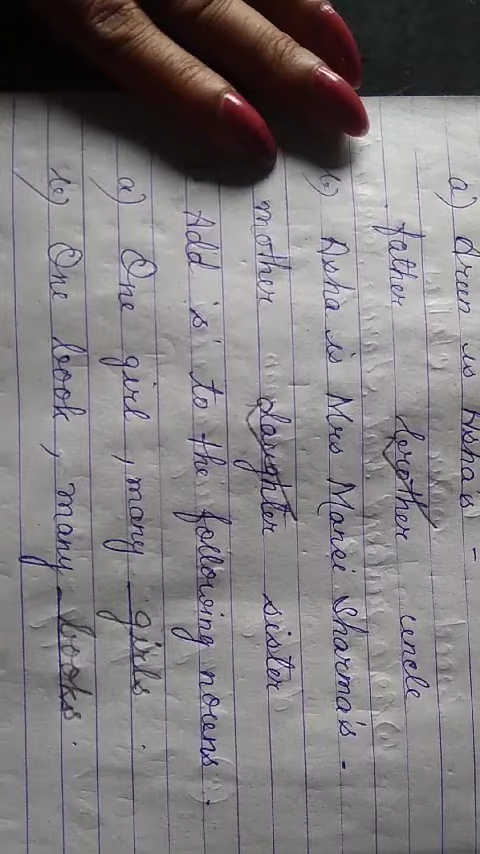 a) Arun is Asha's -
father brother uncle
b) Asha is Mrs Mansi Sharma's -
mother daughter sister
Add 's' to the following nouns.
a) One girl, many girls.
b) One book, many books.